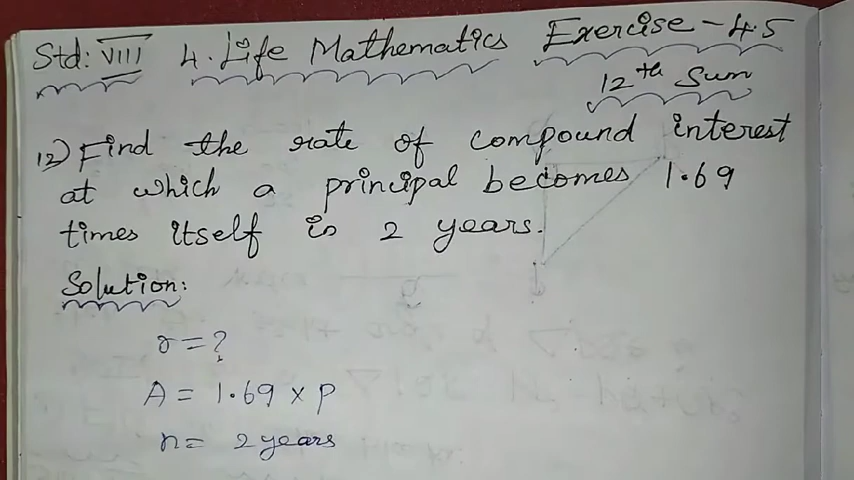 Std: VIII 4. Life Mathematics Exercise - 4.5
12th Sum
12) Find the rate of compound interest
at which a principal becomes 1.69
times itself is 2 years.
Solution:
r = ?
A = 1.69 × P
n = 2 years